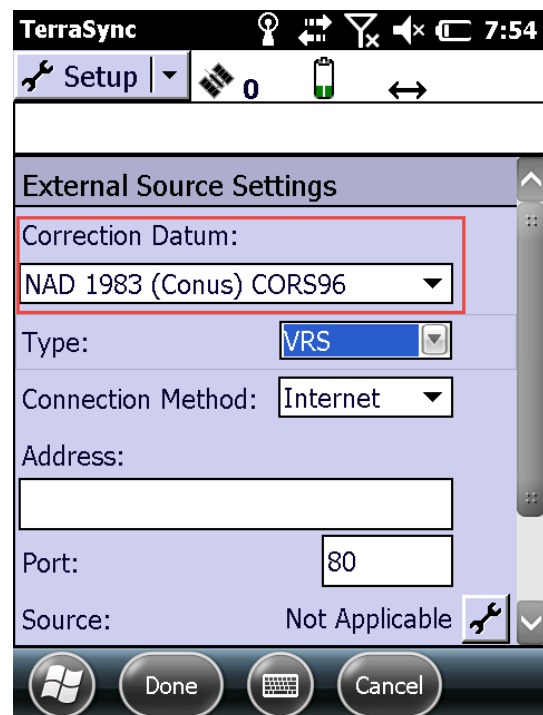 TerraSync 7:54
Setup 0
External Source Settings
Correction Datum:
NAD 1983 (Conus) CORS96
Type: VRS
Connection Method: Internet
Address:
Port: 80
Source: Not Applicable
Done Cancel